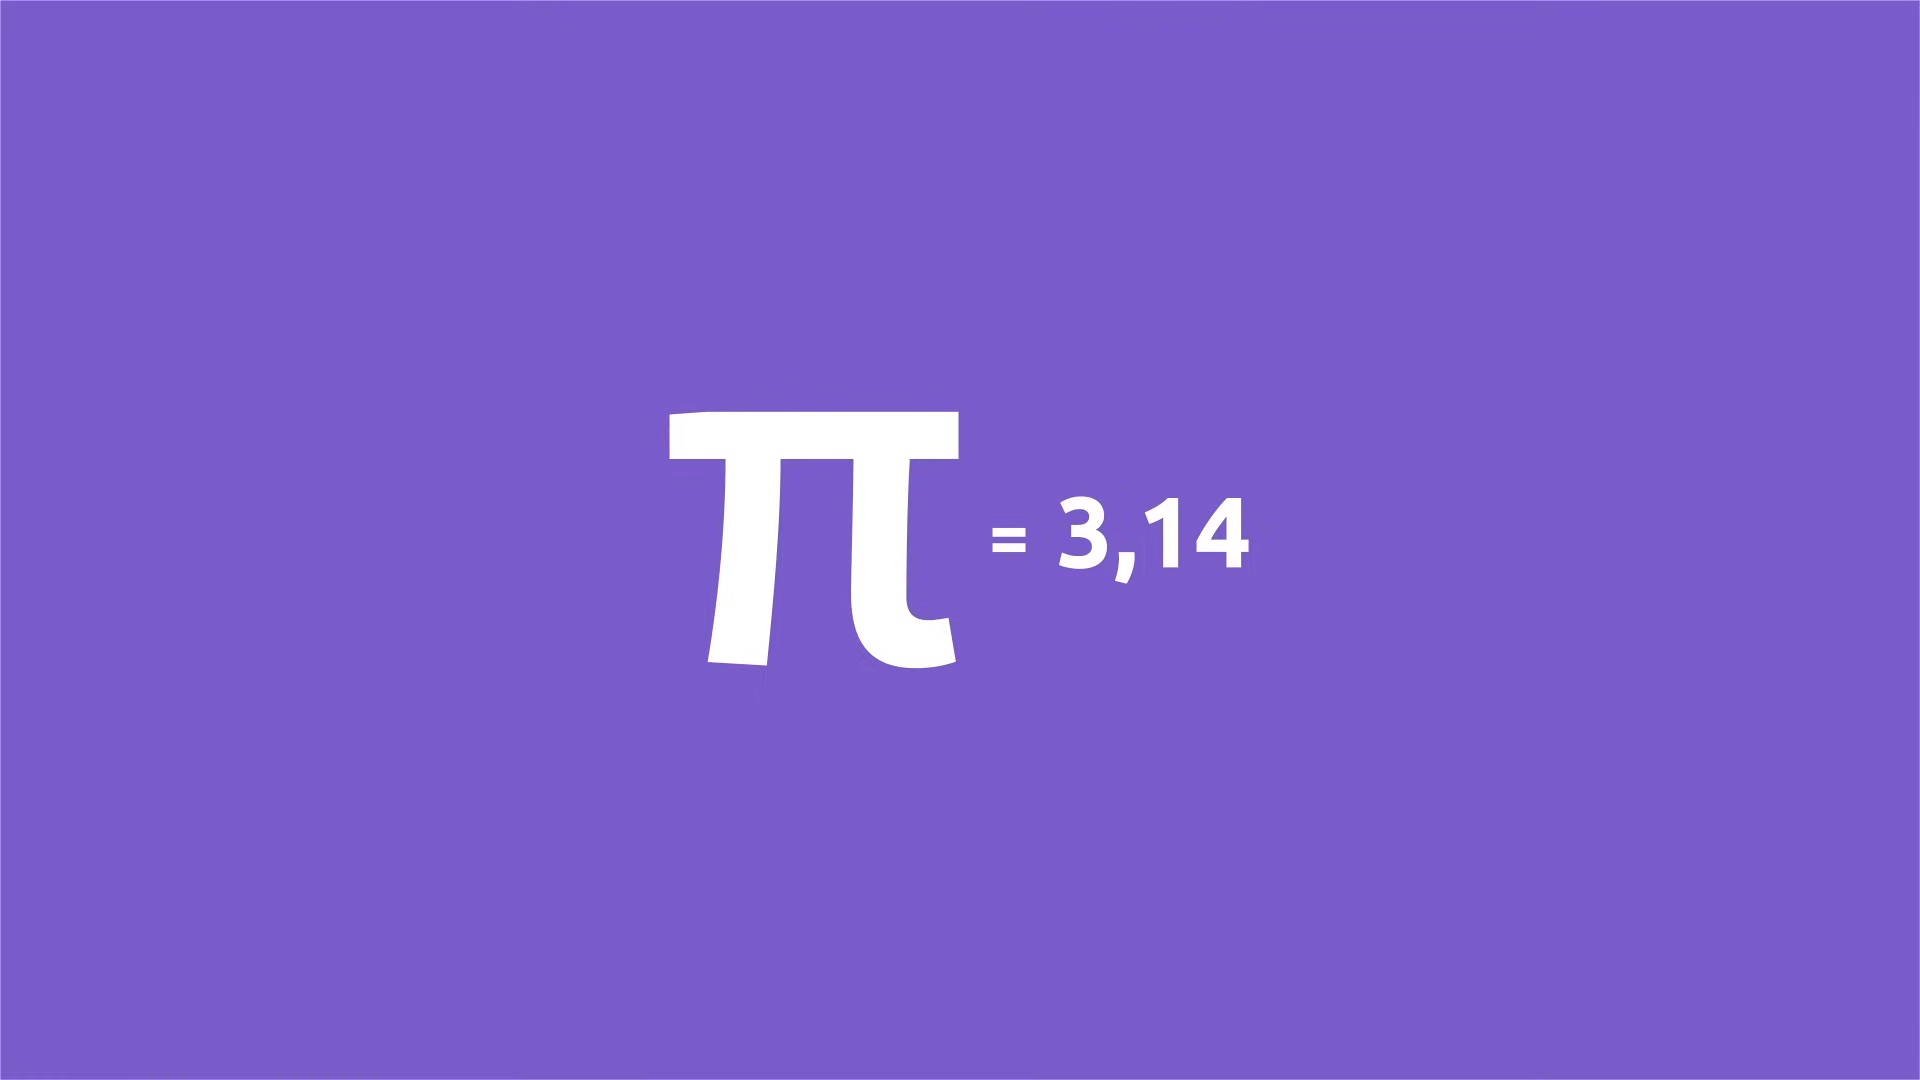 π = 3,14